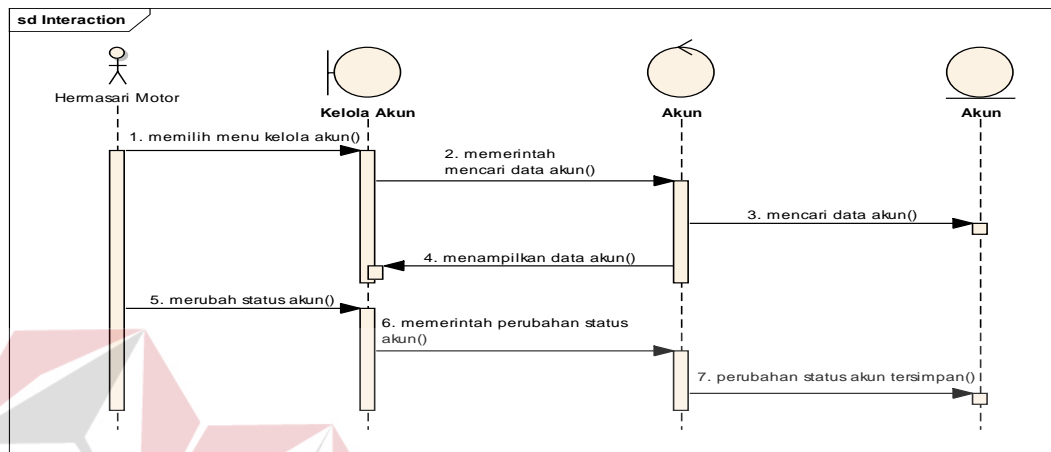 sd Interaction
Hermasari Motor
Kelola Akun
Akun
Akun
1. memilih menu kelola akun()
2. memerintah
mencari data akun()
3. mencari data akun()
4. menampilkan data akun()
5. merubah status akun()
6. memerintah perubahan status
akun()
7. perubahan status akun tersimpan()